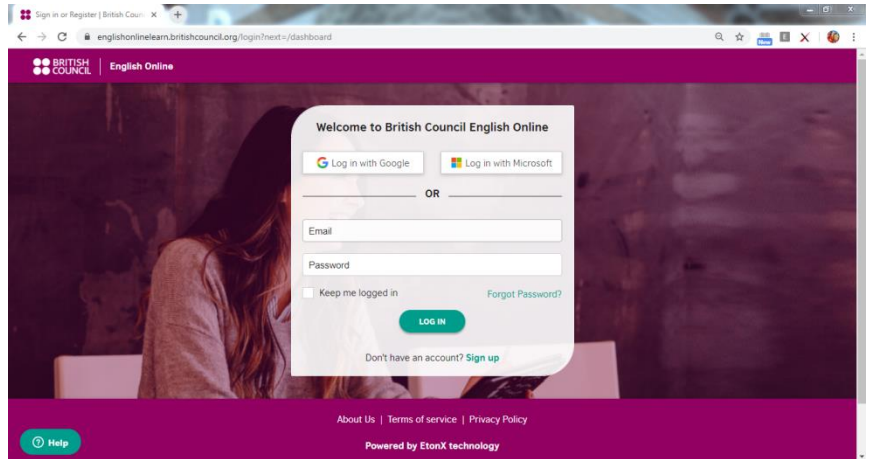 Sign in or Register | British Coun
englishonlinelearn.britishcouncil.org/login?next=/dashboard
New
BRITISH
COUNCIL
English Online
Welcome to British Council English Online
Log in with Google
Log in with Microsoft
OR
Email
Password
Keep me logged in
Forgot Password?
LOG IN
Don't have an account? Sign up
About Us | Terms of service | Privacy Policy
Help
Powered by EtonX technology